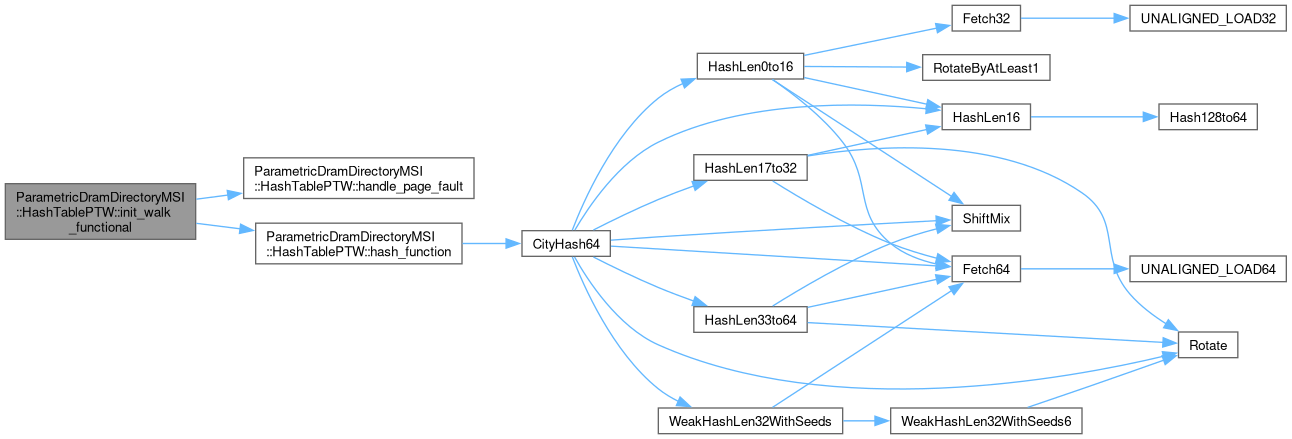 ParametricDramDirectoryMSI
::HashTablePTW::init_walk
_functional
ParametricDramDirectoryMSI
::HashTablePTW::handle_page_fault
ParametricDramDirectoryMSI
::HashTablePTW::hash_function
CityHash64
HashLen0to16
HashLen17to32
HashLen33to64
WeakHashLen32WithSeeds
Fetch32
RotateByAtLeast1
HashLen16
ShiftMix
Fetch64
WeakHashLen32WithSeeds6
UNALIGNED_LOAD32
Hash128to64
UNALIGNED_LOAD64
Rotate